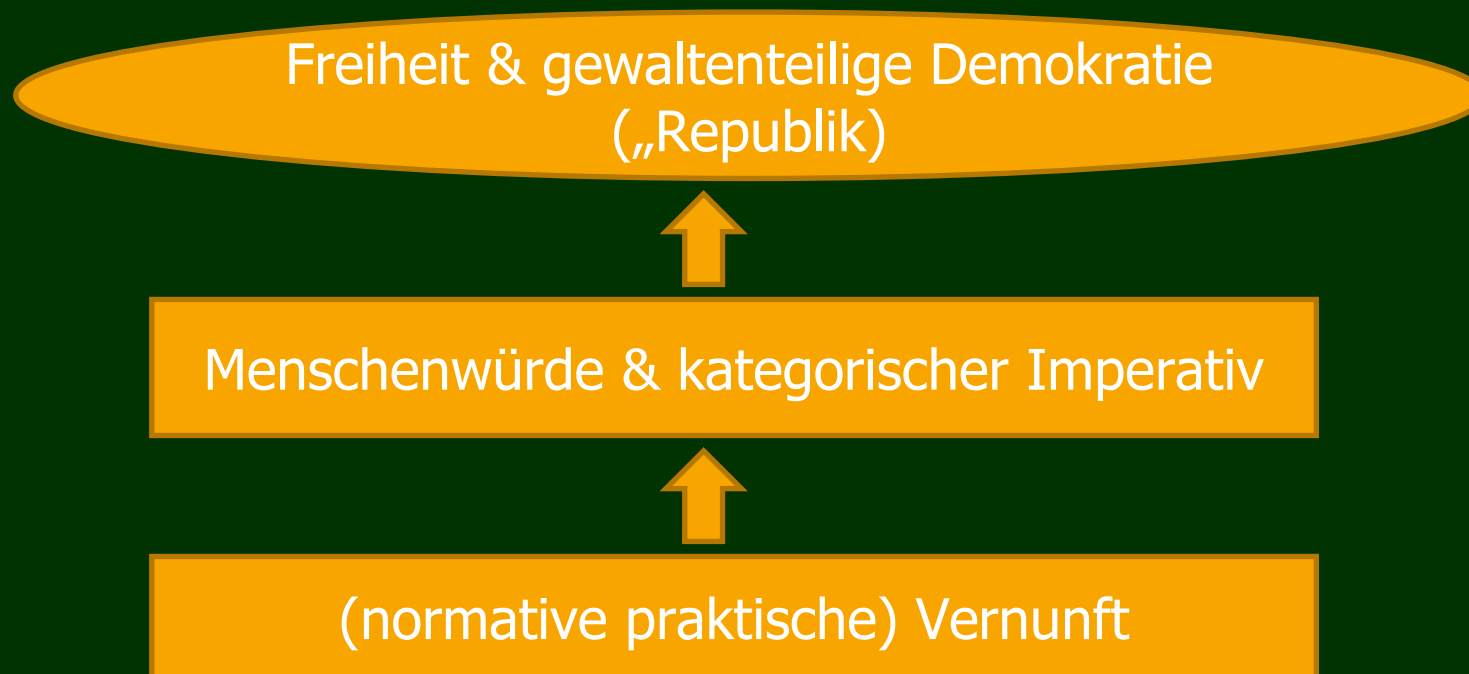 Freiheit & gewaltenteilige Demokratie
(„Republik)
Menschenwürde & kategorischer Imperativ
(normative praktische) Vernunft